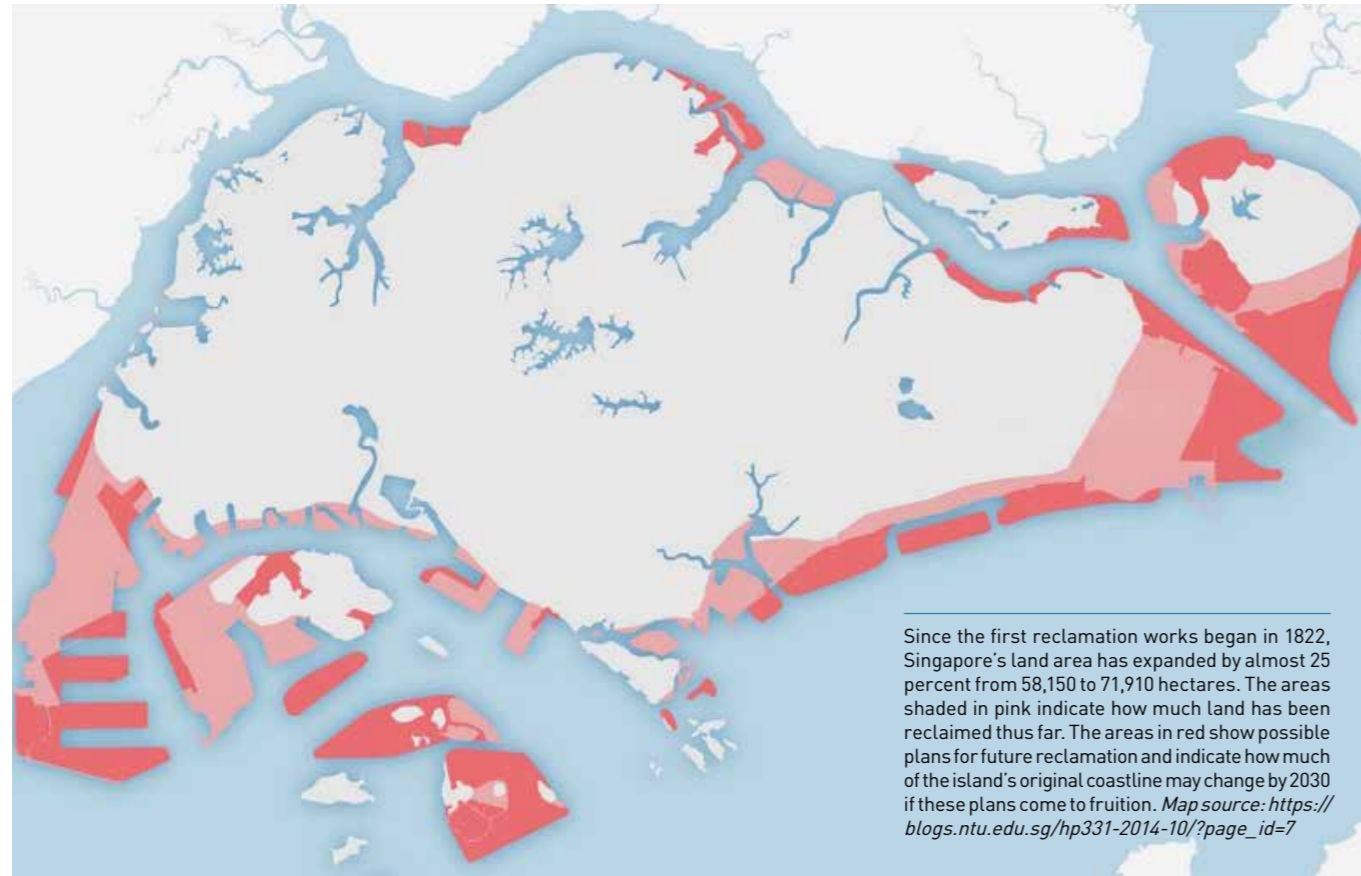 Since the first reclamation works began in 1822,
Singapore's land area has expanded by almost 25
percent from 58,150 to 71,910 hectares. The areas
shaded in pink indicate how much land has been
reclaimed thus far. The areas in red show possible
plans for future reclamation and indicate how much
of the island's original coastline may change by 2030
if these plans come to fruition. Map source: https://
blogs.ntu.edu.sg/hp331-2014-10/?page_id=7